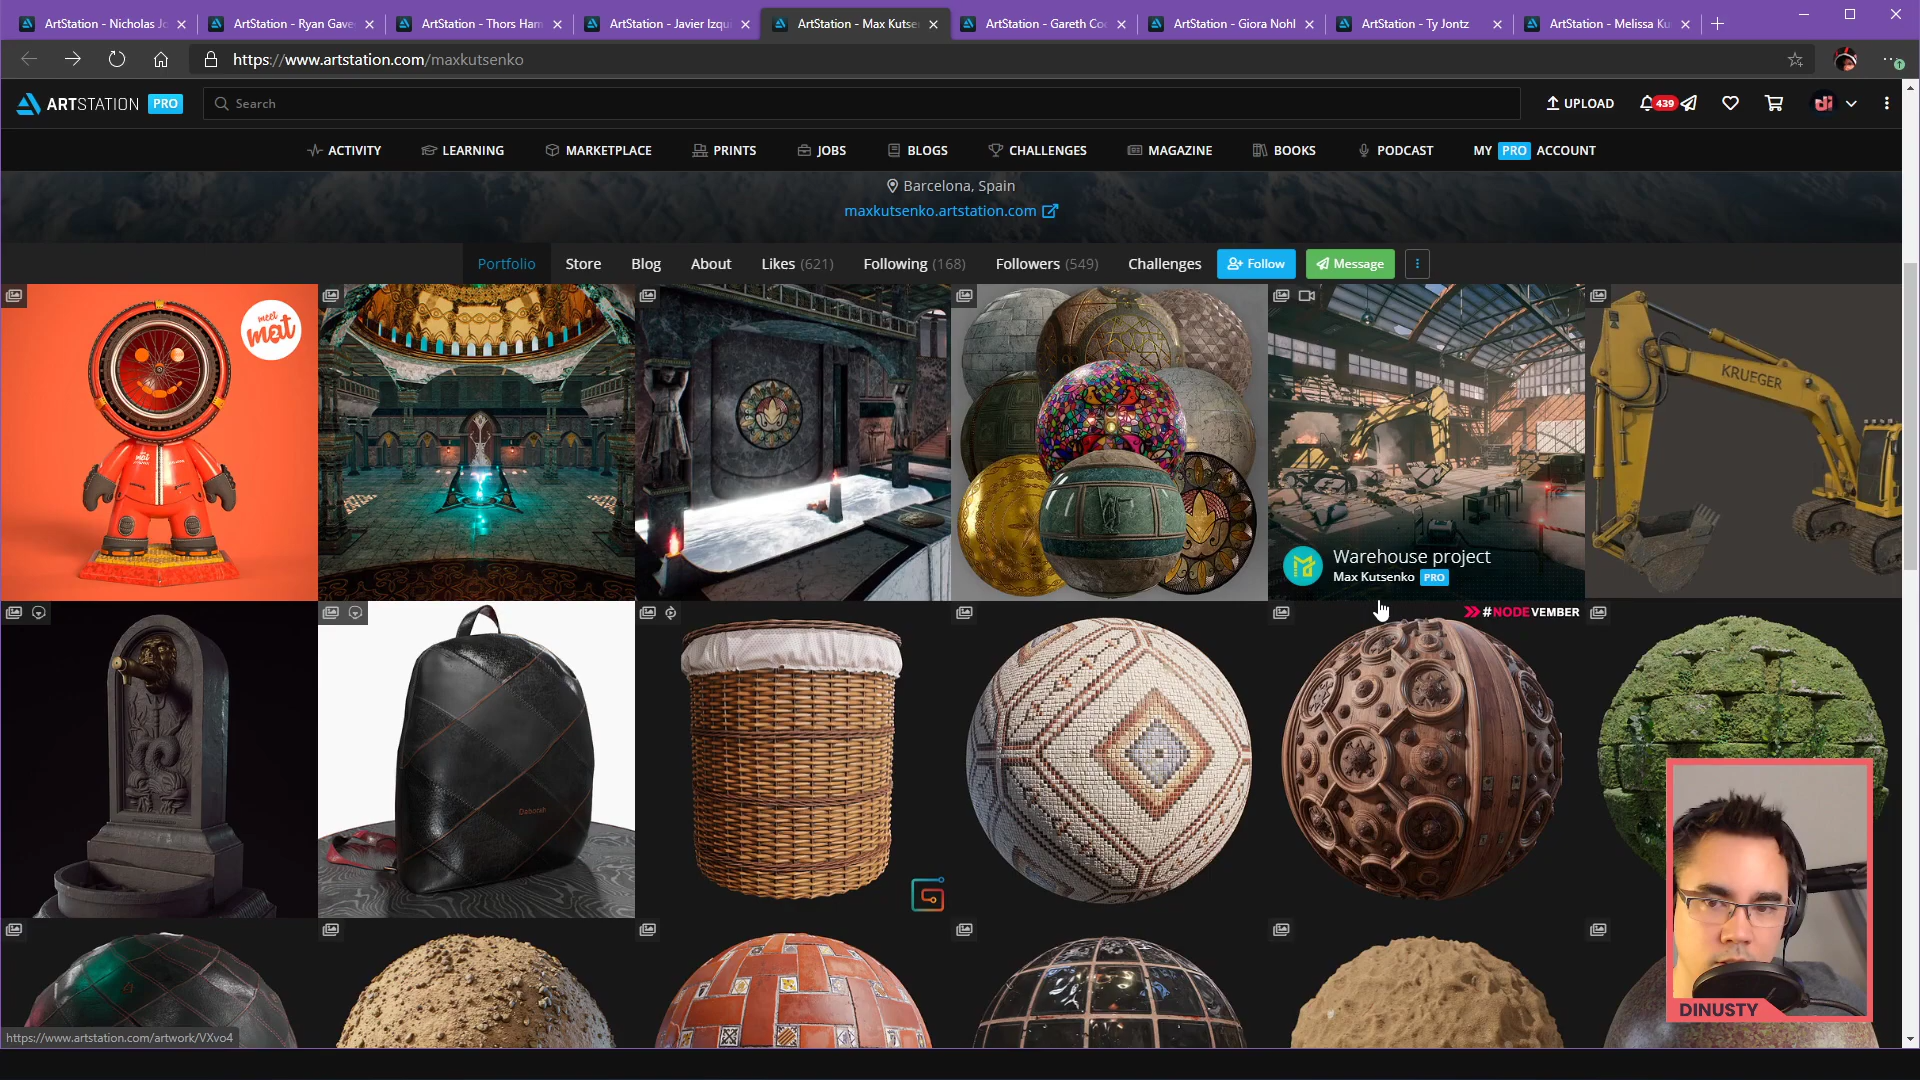 ArtStation - Nicholas Jo
ArtStation - Ryan Gave
ArtStation - Thors Ham
ArtStation - Javier Izqui
ArtStation - Max Kutse
ArtStation - Gareth Co
ArtStation - Giora Nohl
ArtStation - Ty Jontz
ArtStation - Melissa Ku
https://www.artstation.com/maxkutsenko
ARTSTATION PRO
Search
UPLOAD
439
di
ACTIVITY
LEARNING
MARKETPLACE
PRINTS
JOBS
BLOGS
CHALLENGES
MAGAZINE
BOOKS
PODCAST
MY PRO ACCOUNT
Barcelona, Spain
maxkutsenko.artstation.com
Portfolio
Store
Blog
About
Likes (621)
Following (168)
Followers (549)
Challenges
Follow
Message
meet
mat
KRUEGER
Warehouse project
Max Kutsenko PRO
#NODEVEMBER
Deborah
DINUSTY
https://www.artstation.com/artwork/VXvo4